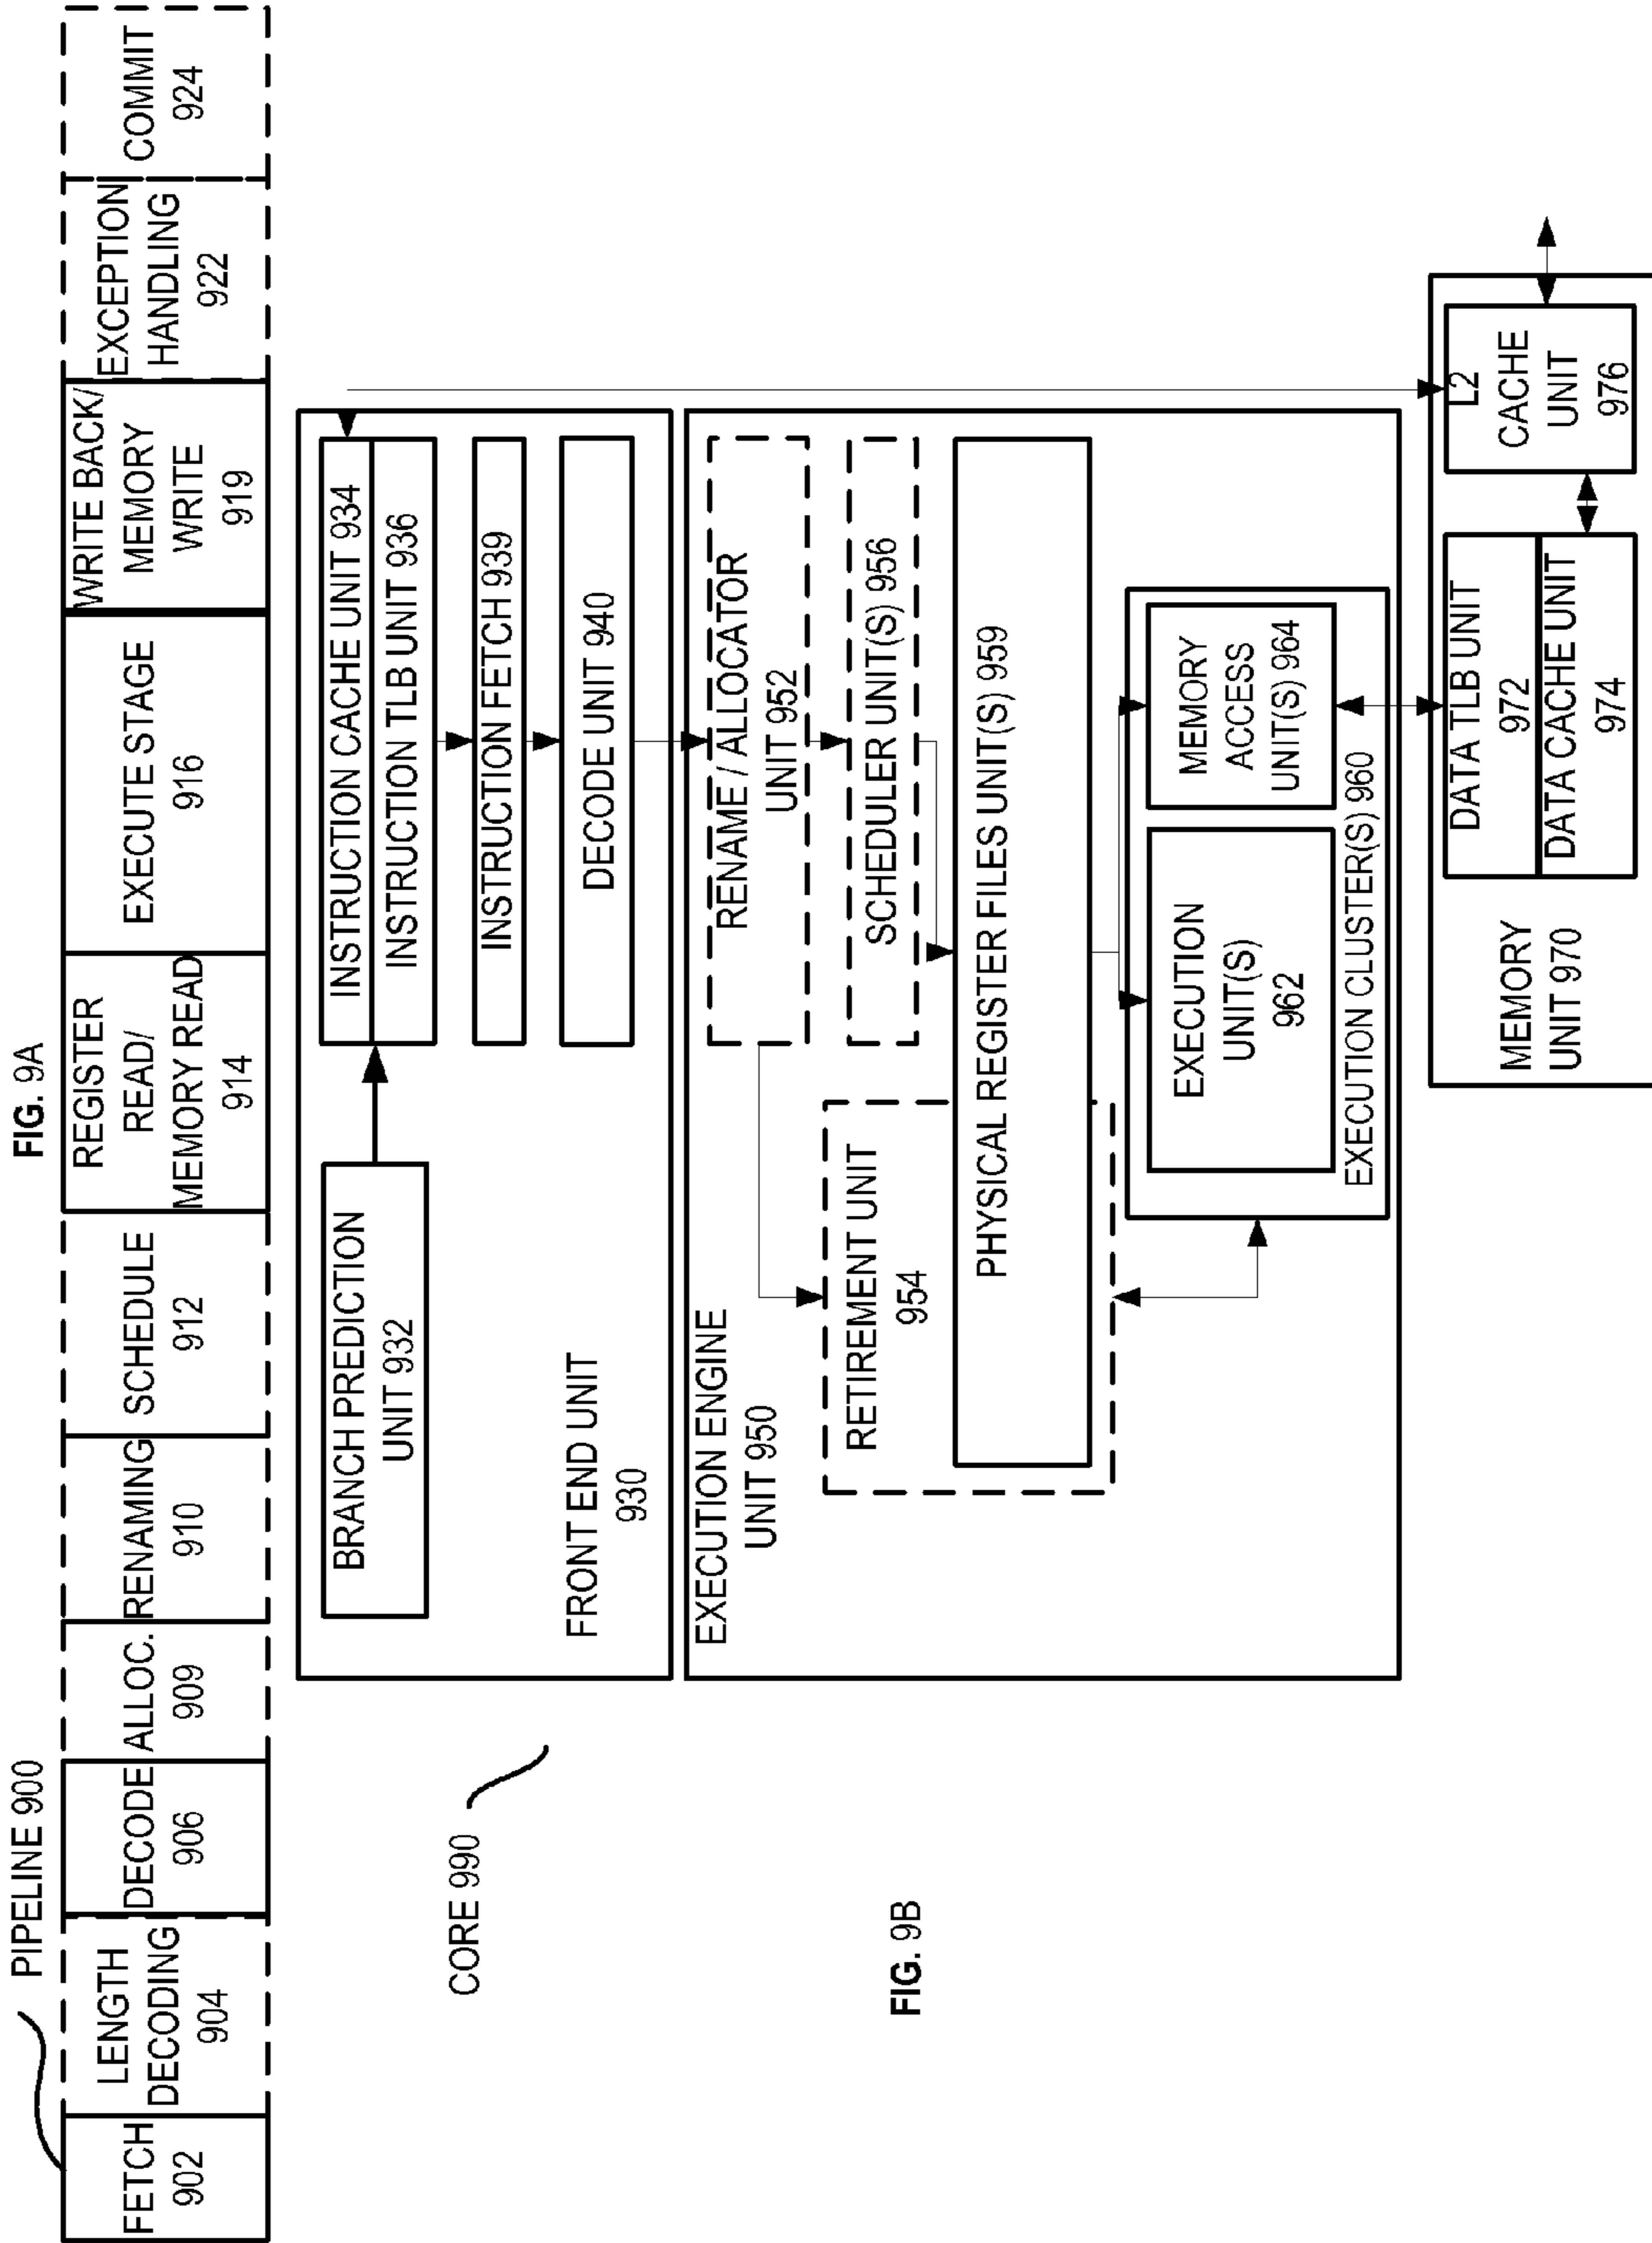 FIG. 9A
PIPELINE 900
FETCH
902
LENGTH
DECODING
904
DECODE
906
ALLOC.
909
RENAMING
910
SCHEDULE
912
REGISTER
READ/
MEMORY READ
914
EXECUTE STAGE
916
WRITE BACK/
MEMORY
WRITE
919
EXCEPTION
HANDLING
922
COMMIT
924
CORE 990
FIG. 9B
BRANCH PREDICTION
UNIT 932
INSTRUCTION CACHE UNIT 934
INSTRUCTION TLB UNIT 936
INSTRUCTION FETCH 939
DECODE UNIT 940
FRONT END UNIT
930
EXECUTION ENGINE
UNIT 950
RENAME / ALLOCATOR
UNIT 952
RETIREMENT UNIT
954
SCHEDULER UNIT(S) 956
PHYSICAL REGISTER FILES UNIT(S) 959
EXECUTION
UNIT(S)
962
MEMORY
ACCESS
UNIT(S) 964
EXECUTION CLUSTER(S) 960
MEMORY
UNIT 970
DATA TLB UNIT
972
DATA CACHE UNIT
974
L2
CACHE
UNIT
976